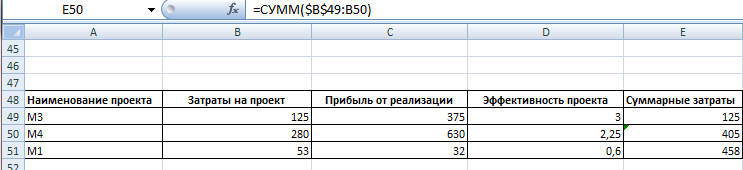 E50 fx =СУММ($B$49:B50)
A B C D E
45
46
47
48 Наименование проекта Затраты на проект Прибыль от реализации Эффективность проекта Суммарные затраты
49 М3 125 375 3 125
50 М4 280 630 2,25 405
51 М1 53 32 0,6 458
52